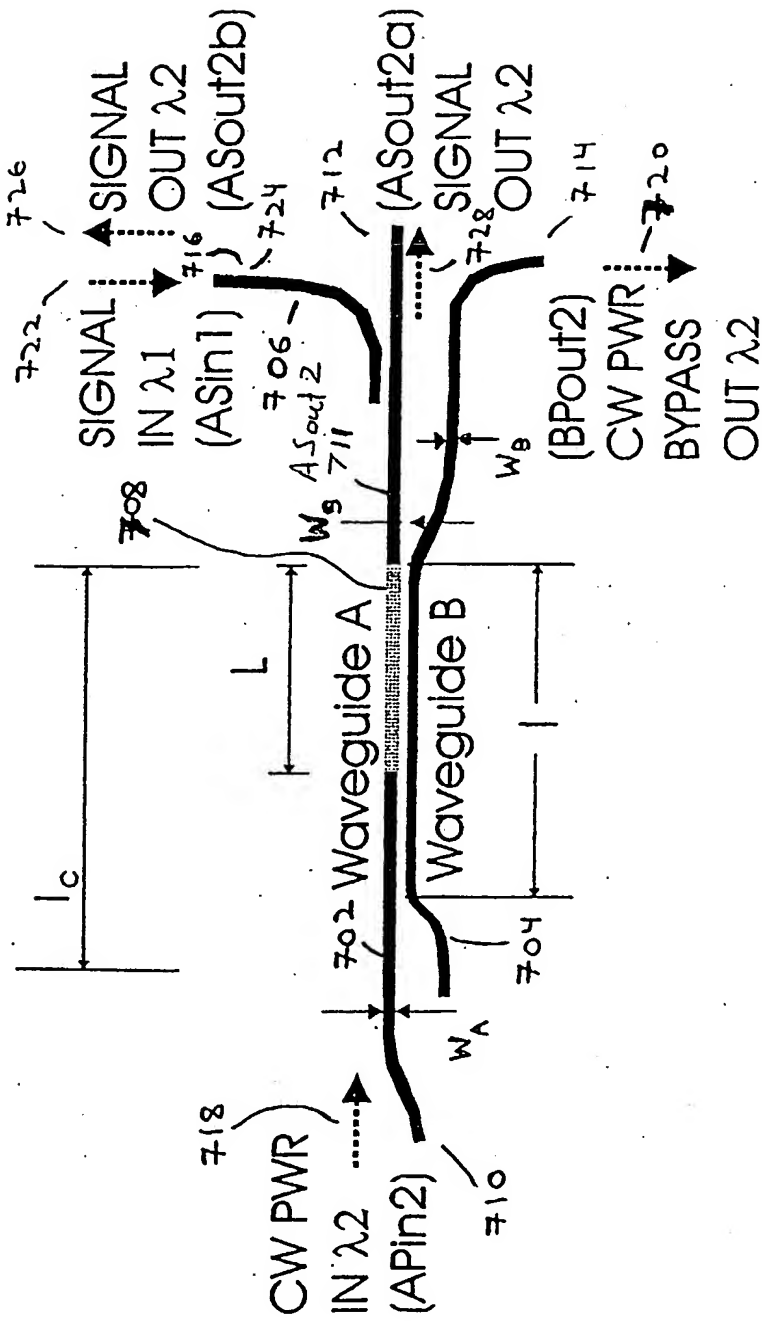 726
SIGNAL
OUT λ2
(ASout2b)
722
SIGNAL
IN λ1
(ASin1)
716
724
706
ASout2
711
712
(ASout2a)
SIGNAL
OUT λ2
728
714
720
(BPout2)
CW PWR
BYPASS
OUT λ2
W_B
W_B
708
l_c
L
702
Waveguide A
Waveguide B
l
704
W_A
718
CW PWR
IN λ2
(APin2)
710